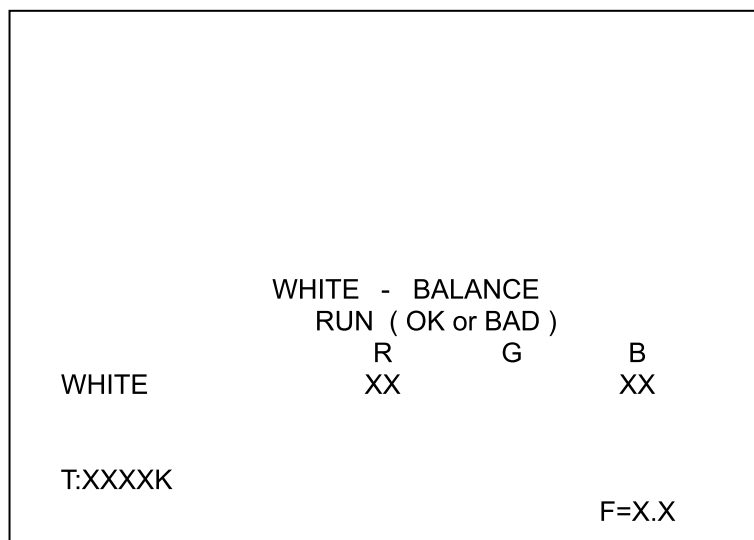 WHITE - BALANCE
RUN ( OK or BAD )
R G B
WHITE XX XX
T:XXXXK
F=X.X